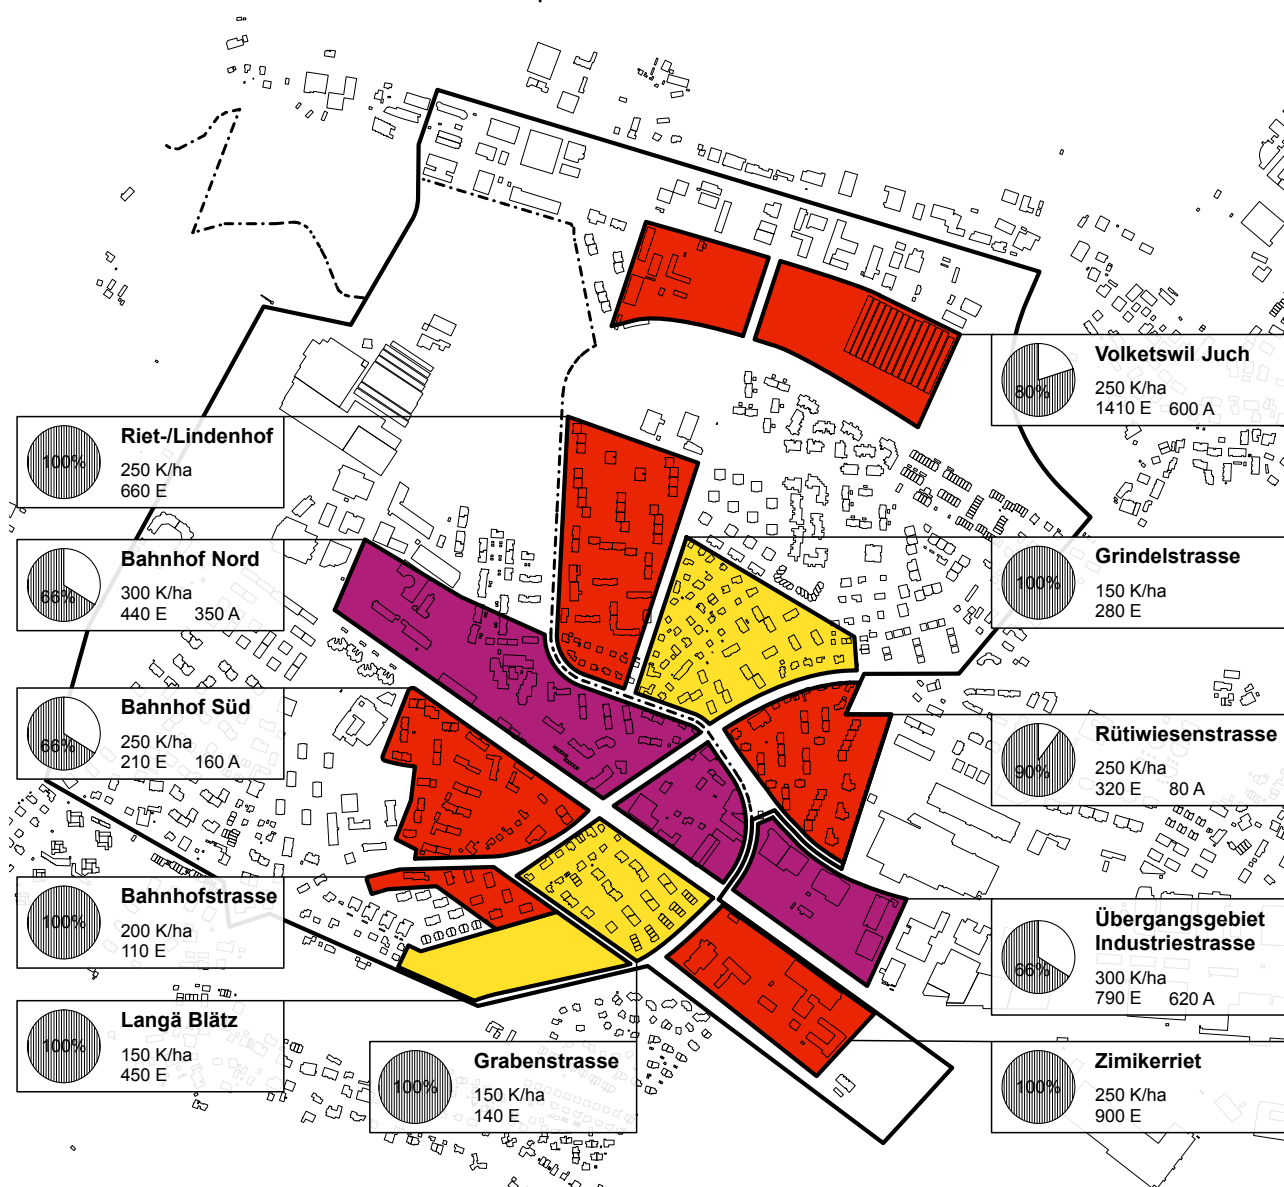 Volketswil Juch
80%
250 K/ha
1410 E 600 A
Riet-/Lindenhof
100%
250 K/ha
660 E
Bahnhof Nord
66%
300 K/ha
440 E 350 A
Grindelstrasse
100%
150 K/ha
280 E
Bahnhof Süd
66%
250 K/ha
210 E 160 A
Rütiwiesenstrasse
90%
250 K/ha
320 E 80 A
Bahnhofstrasse
100%
200 K/ha
110 E
Übergangsgebiet
Industriestrasse
66%
300 K/ha
790 E 620 A
Langä Blätz
100%
150 K/ha
450 E
Grabenstrasse
100%
150 K/ha
140 E
Zimikerriet
100%
250 K/ha
900 E